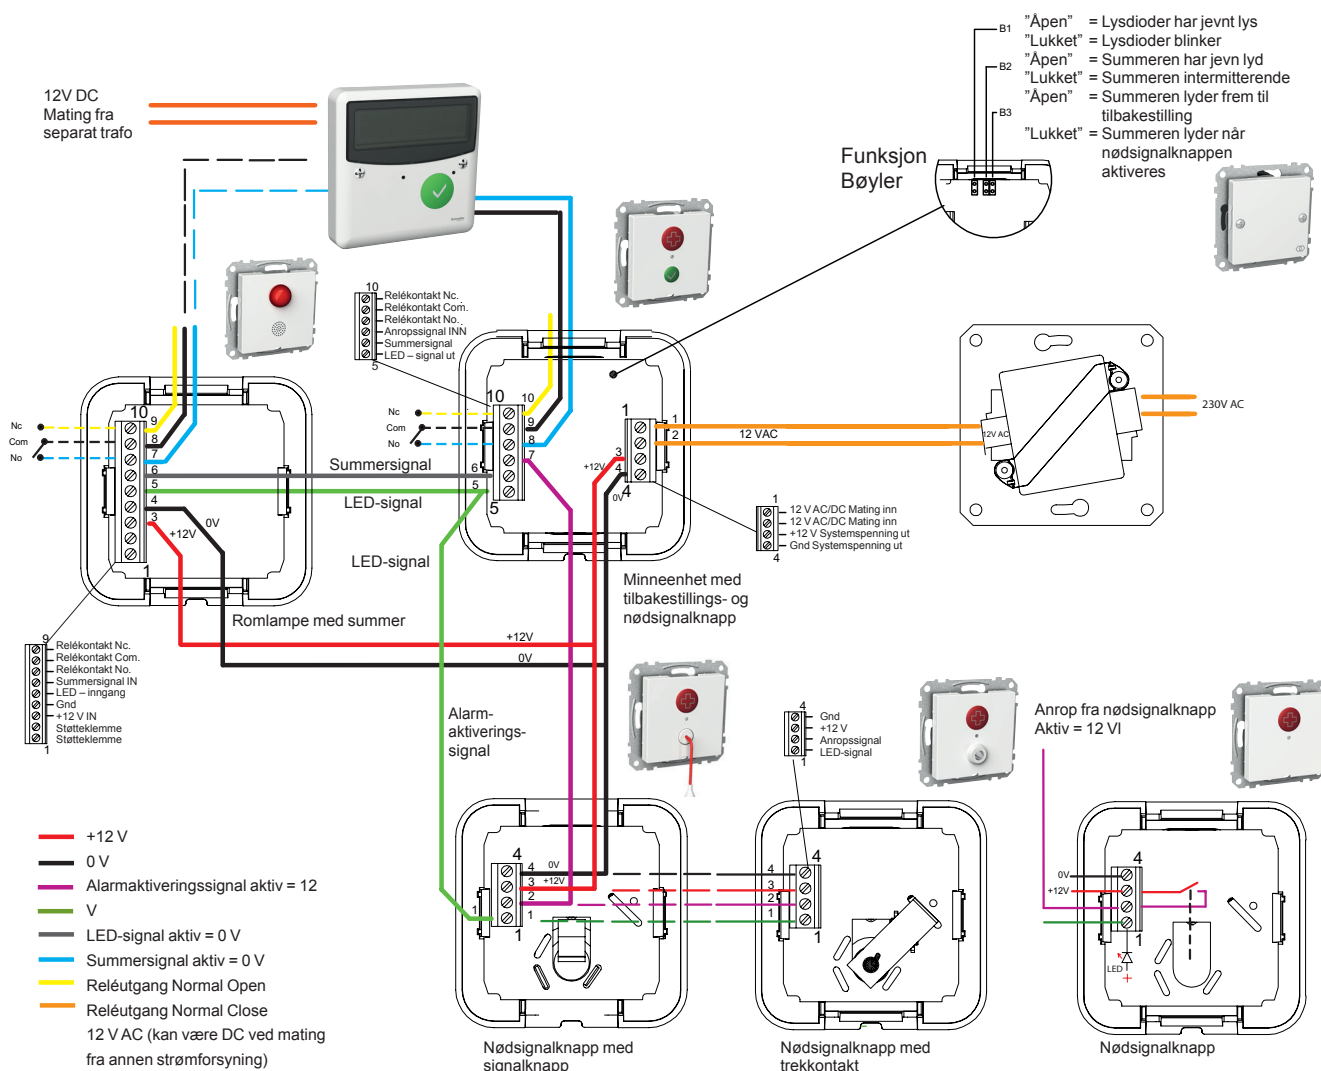 B1
"Åpen" = Lysdioder har jevnt lys
"Lukket" = Lysdioder blinker
B2
"Åpen" = Summeren har jevn lyd
"Lukket" = Summeren intermitterende
B3
"Åpen" = Summeren lyder frem til
tilbakestilling
"Lukket" = Summeren lyder når
nødsignalknappen
aktiveres
12V DC
Mating fra
separat trafo
Funksjon
Bøyler
10
Relékontakt Nc.
Relékontakt Com.
Relékontakt No.
Anropssignal INN
Summersignal
LED – signal ut
5
Nc
Com
No
10
9
8
7
6
5
4
3
1
Summersignal
LED-signal
LED-signal
0V
+12V
Nc
Com
No
10
10
9
8
7
6
5
5
1
1
2
3
4
4
+12V
0V
12 VAC
12V AC
230V AC
1
12 V AC/DC Mating inn
12 V AC/DC Mating inn
+12 V Systemspenning ut
Gnd Systemspenning ut
4
Romlampe med summer
Minneenhet med
tilbakestillings- og
nødsignalknapp
+12V
0V
9
Relékontakt Nc.
Relékontakt Com.
Relékontakt No.
Summersignal IN
LED – inngang
Gnd
+12 V IN
Støtteklemme
Støtteklemme
1
Alarm-
aktiverings-
signal
4
Gnd
+12 V
Anropssignal
LED-signal
1
Anrop fra nødsignalknapp
Aktiv = 12 Vl
+12 V
0 V
Alarmaktiveringssignal aktiv = 12
V
LED-signal aktiv = 0 V
Summersignal aktiv = 0 V
Reléutgang Normal Open
Reléutgang Normal Close
12 V AC (kan være DC ved mating
fra annen strømforsyning)
4
4
3
2
1
1
1
0V
+12V
4
3
2
1
4
1
0V
+12V
4
1
LED
Nødsignalknapp med
signalknapp
Nødsignalknapp med
trekkontakt
Nødsignalknapp